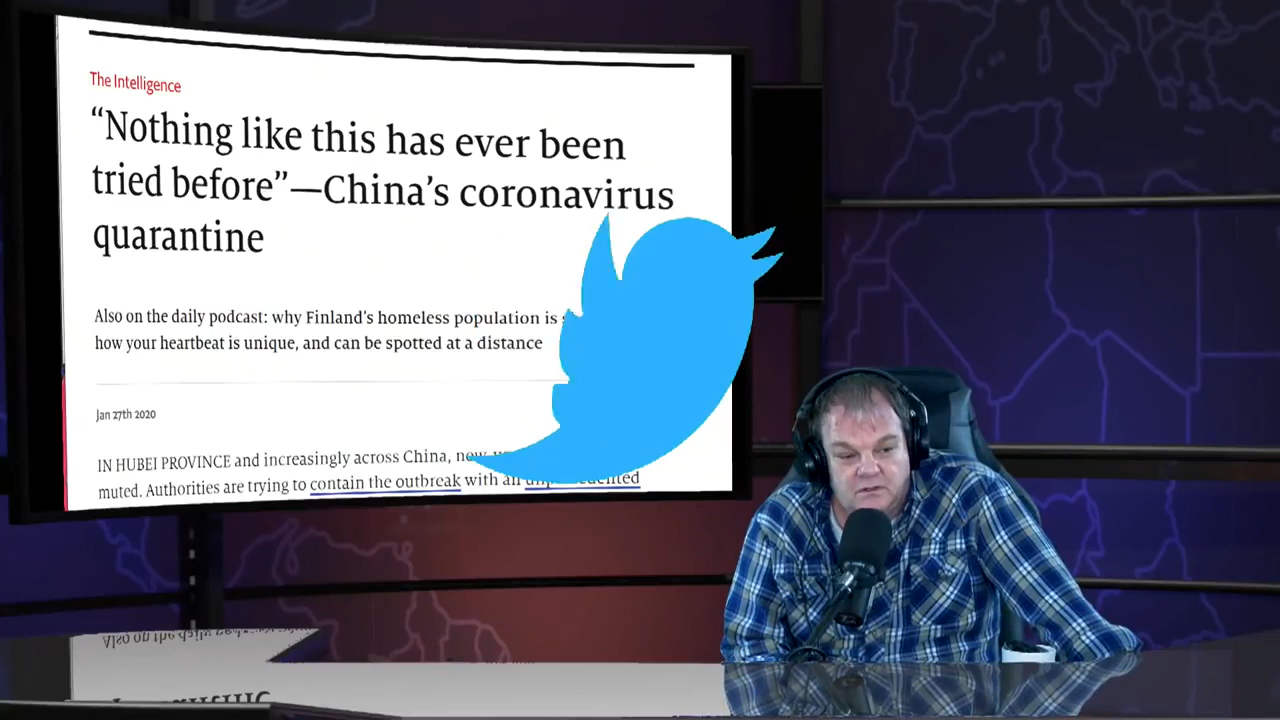 The Intelligence
“Nothing like this has ever been
tried before”—China’s coronavirus
quarantine
Also on the daily podcast: why Finland’s homeless population is
how your heartbeat is unique, and can be spotted at a distance
Jan 27th 2020
IN HUBEI PROVINCE and increasingly across China, now
muted. Authorities are trying to contain the outbreak with an